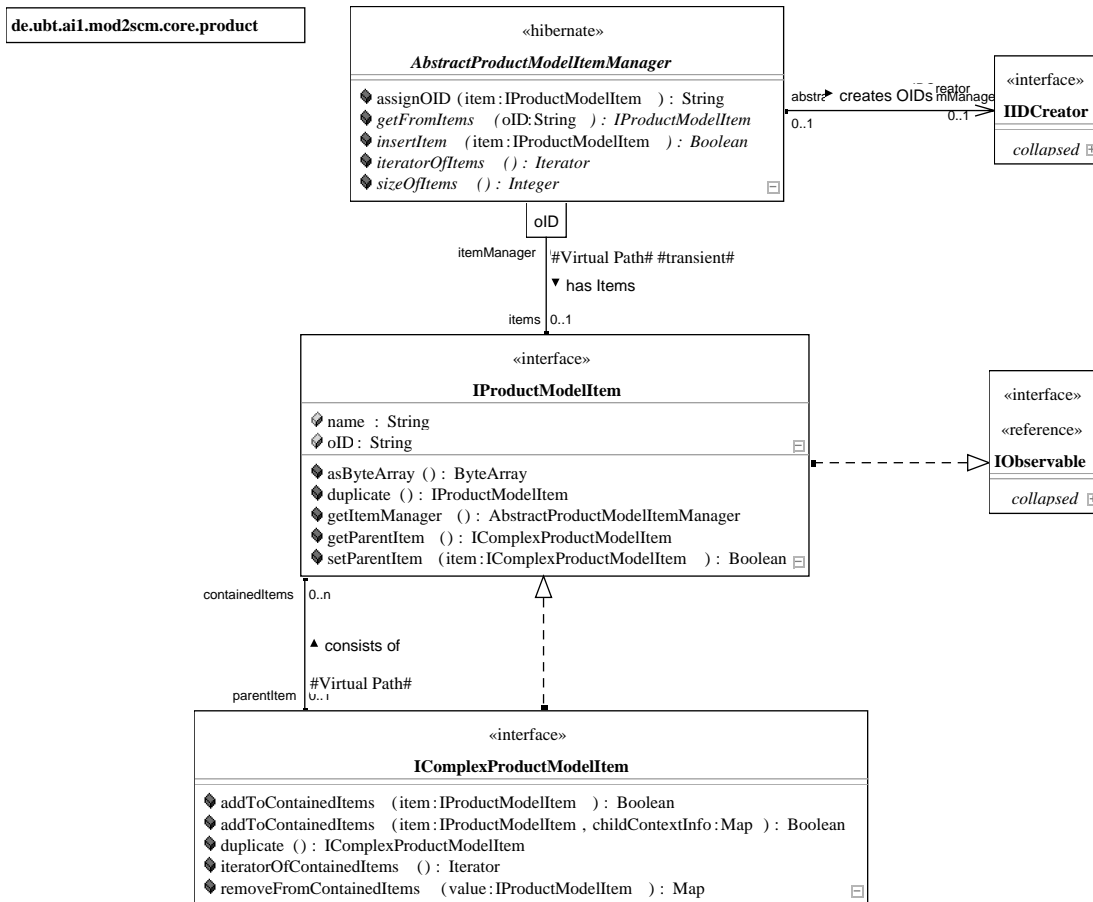 de.ubt.ai1.mod2scm.core.product
«hibernate»
AbstractProductModelItemManager
assignOID (item:IProductModelItem ) : String
getFromItems (oID:String ) : IProductModelItem
insertItem (item:IProductModelItem ) : Boolean
iteratorOfItems () : Iterator
sizeOfItems () : Integer
creates OIDs
0..1
0..1
«interface»
IIDCreator
collapsed
oID
itemManager
#Virtual Path# #transient#
has Items
items 0..1
«interface»
IProductModelItem
name : String
oID : String
asByteArray () : ByteArray
duplicate () : IProductModelItem
getItemManager () : AbstractProductModelItemManager
getParentItem () : IComplexProductModelItem
setParentItem (item:IComplexProductModelItem ) : Boolean
«interface»
«reference»
IObservable
collapsed
containedItems 0..n
consists of
#Virtual Path#
parentItem 0..1
«interface»
IComplexProductModelItem
addToContainedItems (item:IProductModelItem ) : Boolean
addToContainedItems (item:IProductModelItem , childContextInfo:Map ) : Boolean
duplicate () : IComplexProductModelItem
iteratorOfContainedItems () : Iterator
removeFromContainedItems (value:IProductModelItem ) : Map